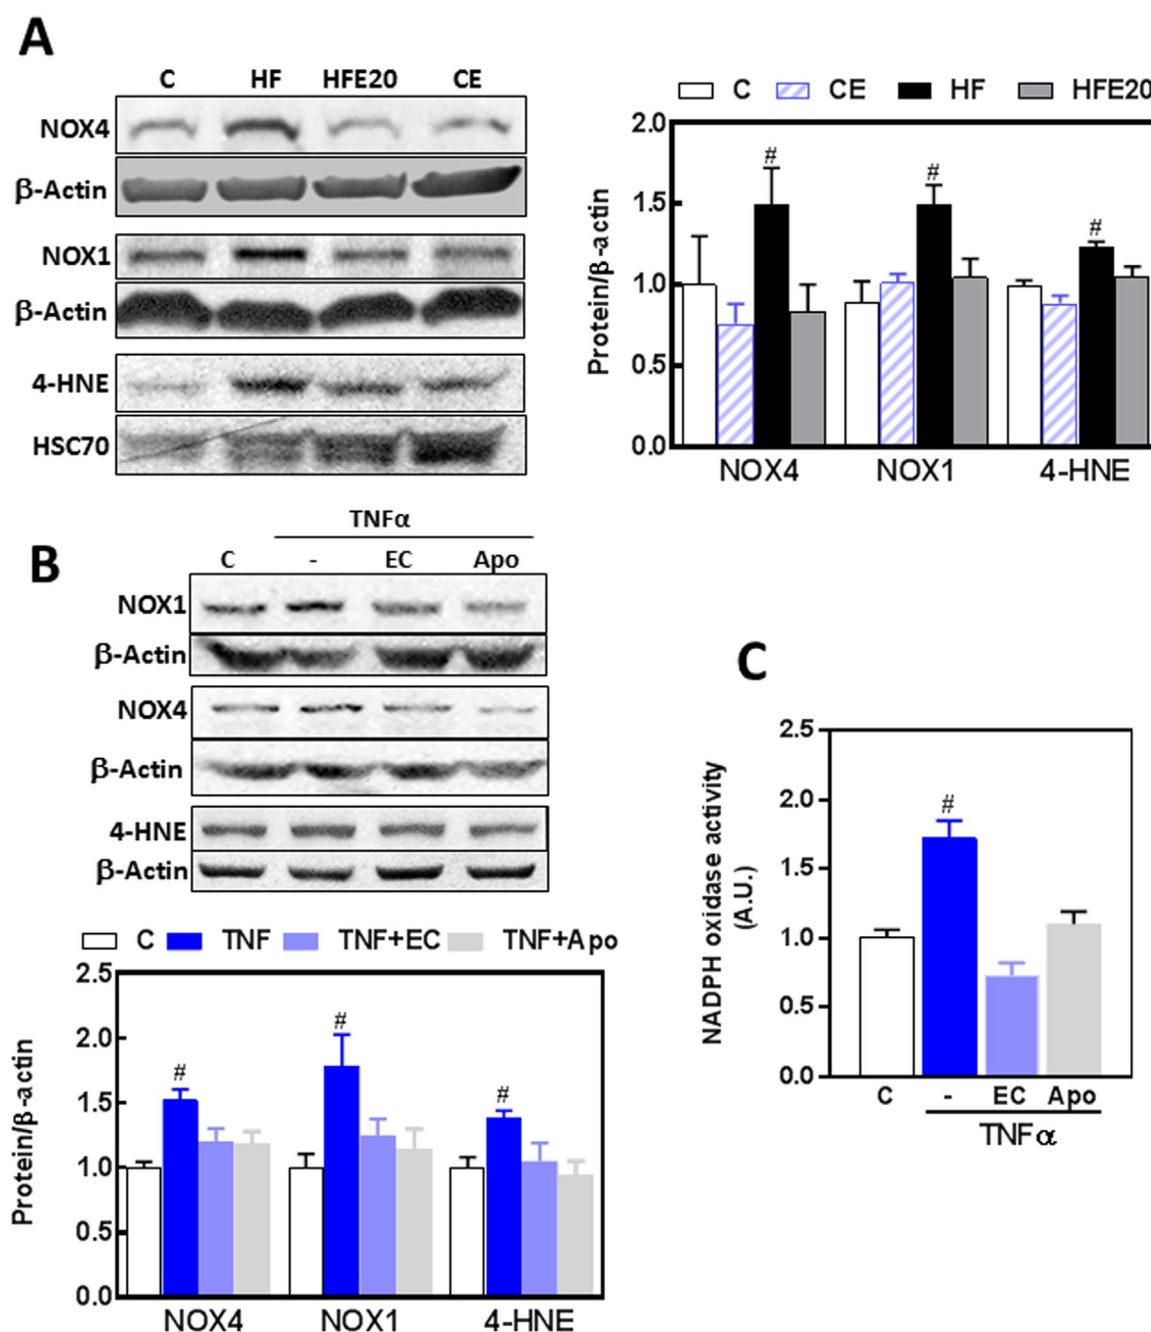 A
C HF HFE20 CE
NOX4
β-Actin
NOX1
β-Actin
4-HNE
HSC70
C CE HF HFE20
Protein/β-actin
2.0
1.5
1.0
0.5
0.0
# # #
NOX4 NOX1 4-HNE
B
TNFα
C - EC Apo
NOX1
β-Actin
NOX4
β-Actin
4-HNE
β-Actin
C TNF TNF+EC TNF+Apo
Protein/β-actin
2.5
2.0
1.5
1.0
0.5
0.0
# # #
NOX4 NOX1 4-HNE
C
NADPH oxidase activity
(A.U.)
2.5
2.0
1.5
1.0
0.5
0.0
#
C - EC Apo
TNFα